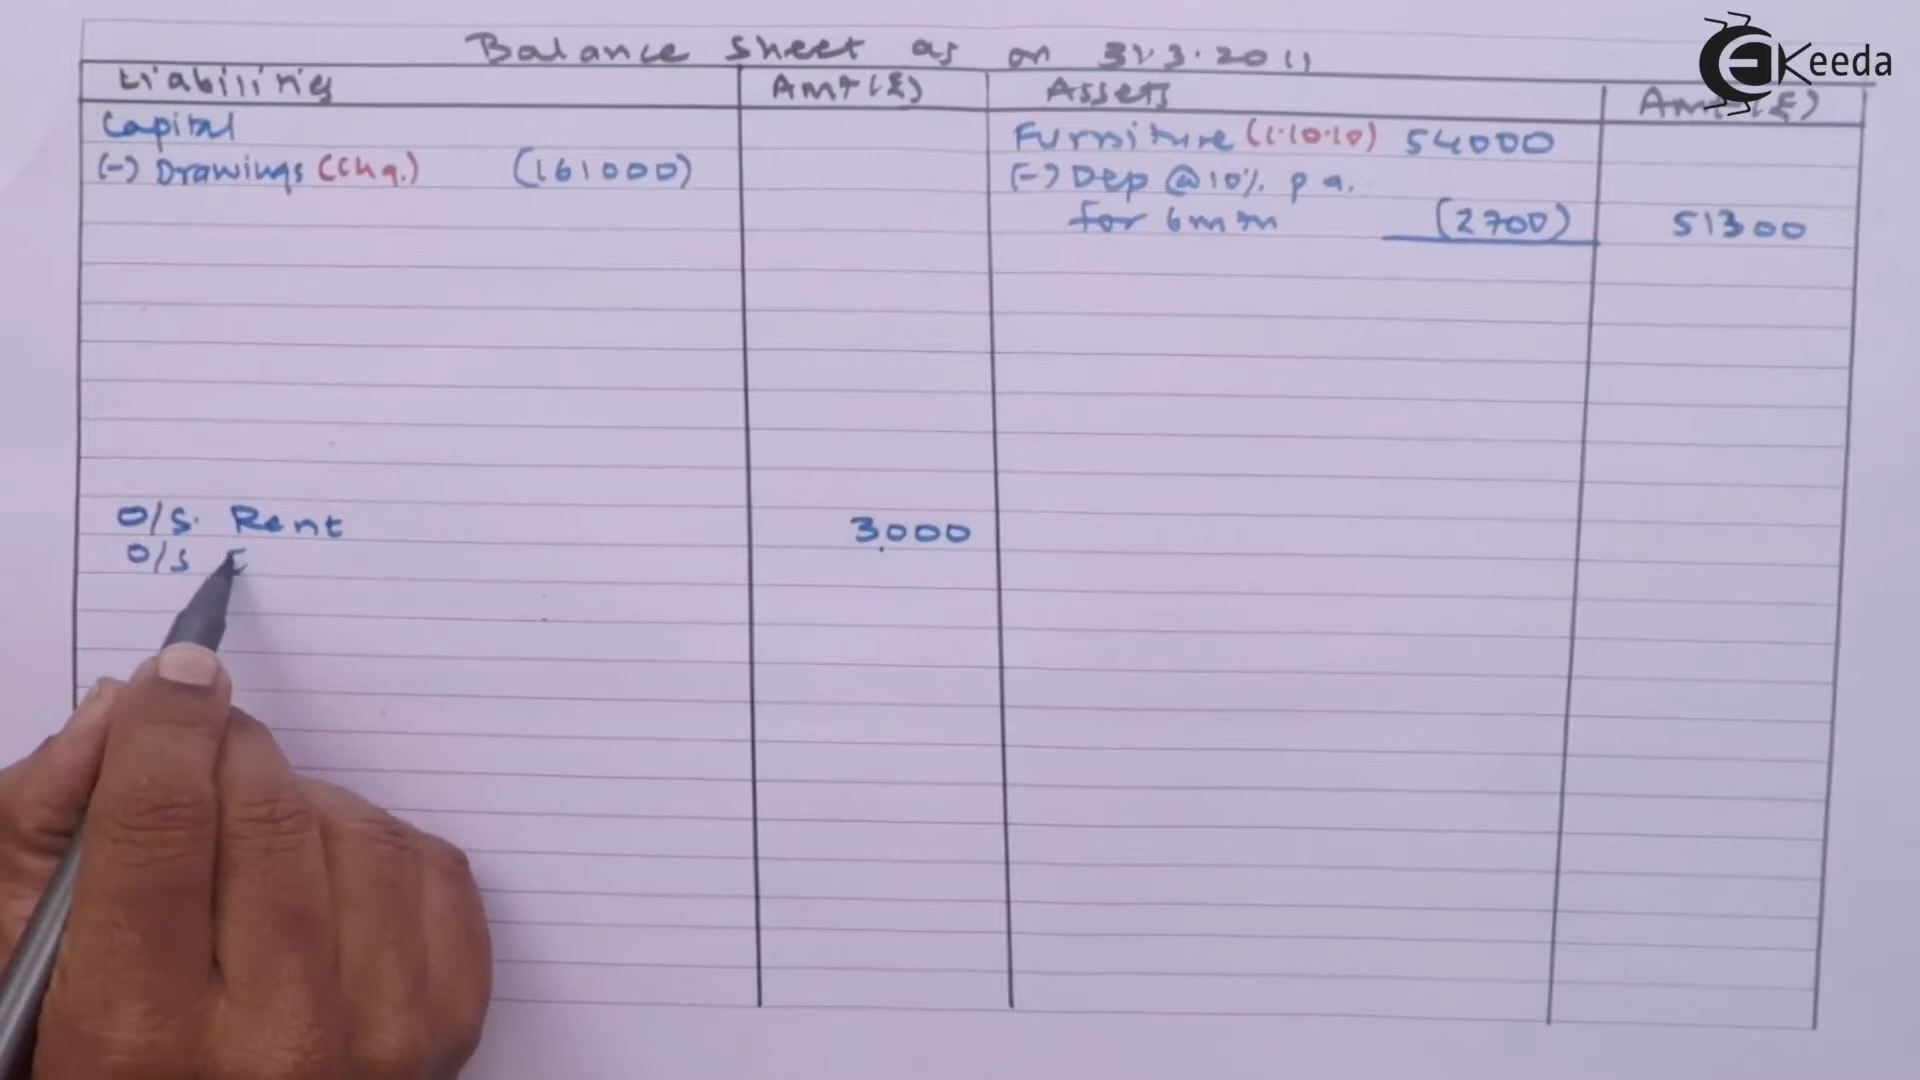 Balance sheet as on 31.3.2011
Liabilities Amt (₹) Assets Amt (₹)
Capital
(-) Drawings (Chq.) (161000)
Furniture (1.10.10) 54000
(-) Dep @10% p a.
for 6 mth (2700) 51300
O/S. Rent 3000
O/S E
EKeeda